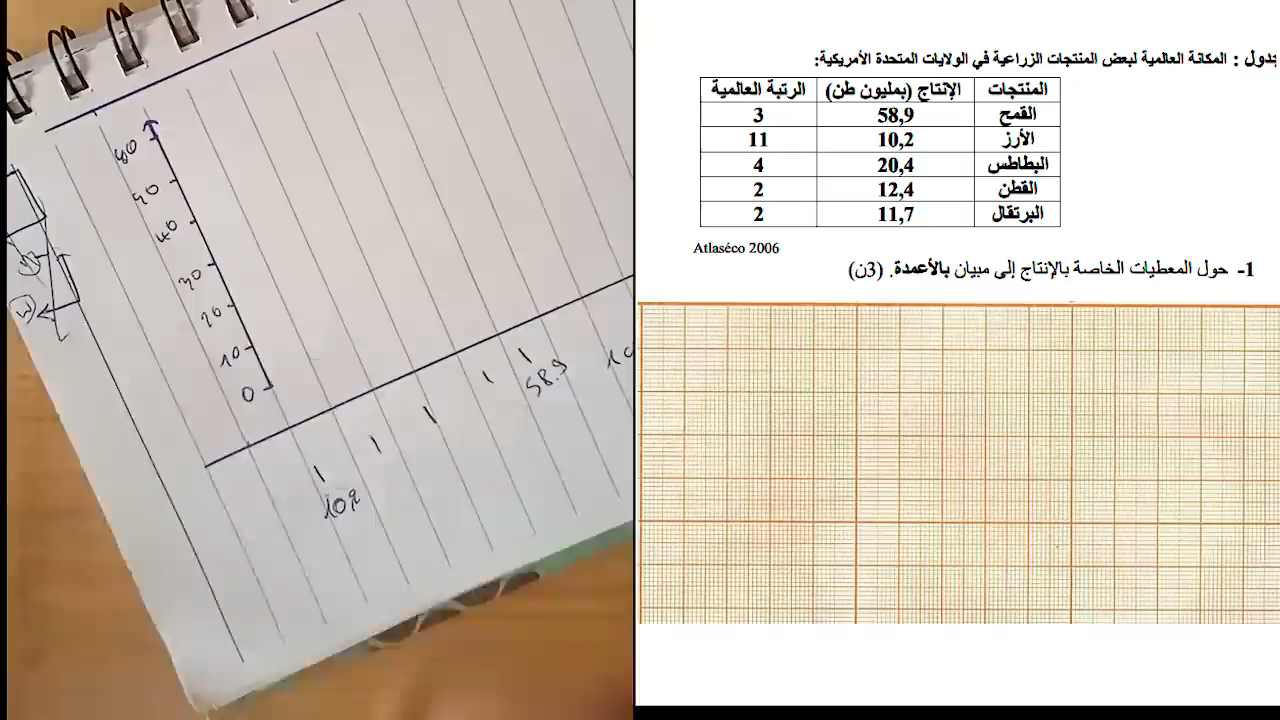 60
50
40
30
20
10
0
10,2
58.9
جدول : المكانة العالمية لبعض المنتجات الزراعية في الولايات المتحدة الأمريكية:
المنتجات الإنتاج (بمليون طن) الرتبة العالمية
القمح 58,9 3
الأرز 10,2 11
البطاطس 20,4 4
القطن 12,4 2
البرتقال 11,7 2
Atlaséco 2006
1- حول المعطيات الخاصة بالإنتاج إلى مبيان بالأعمدة. (3ن)